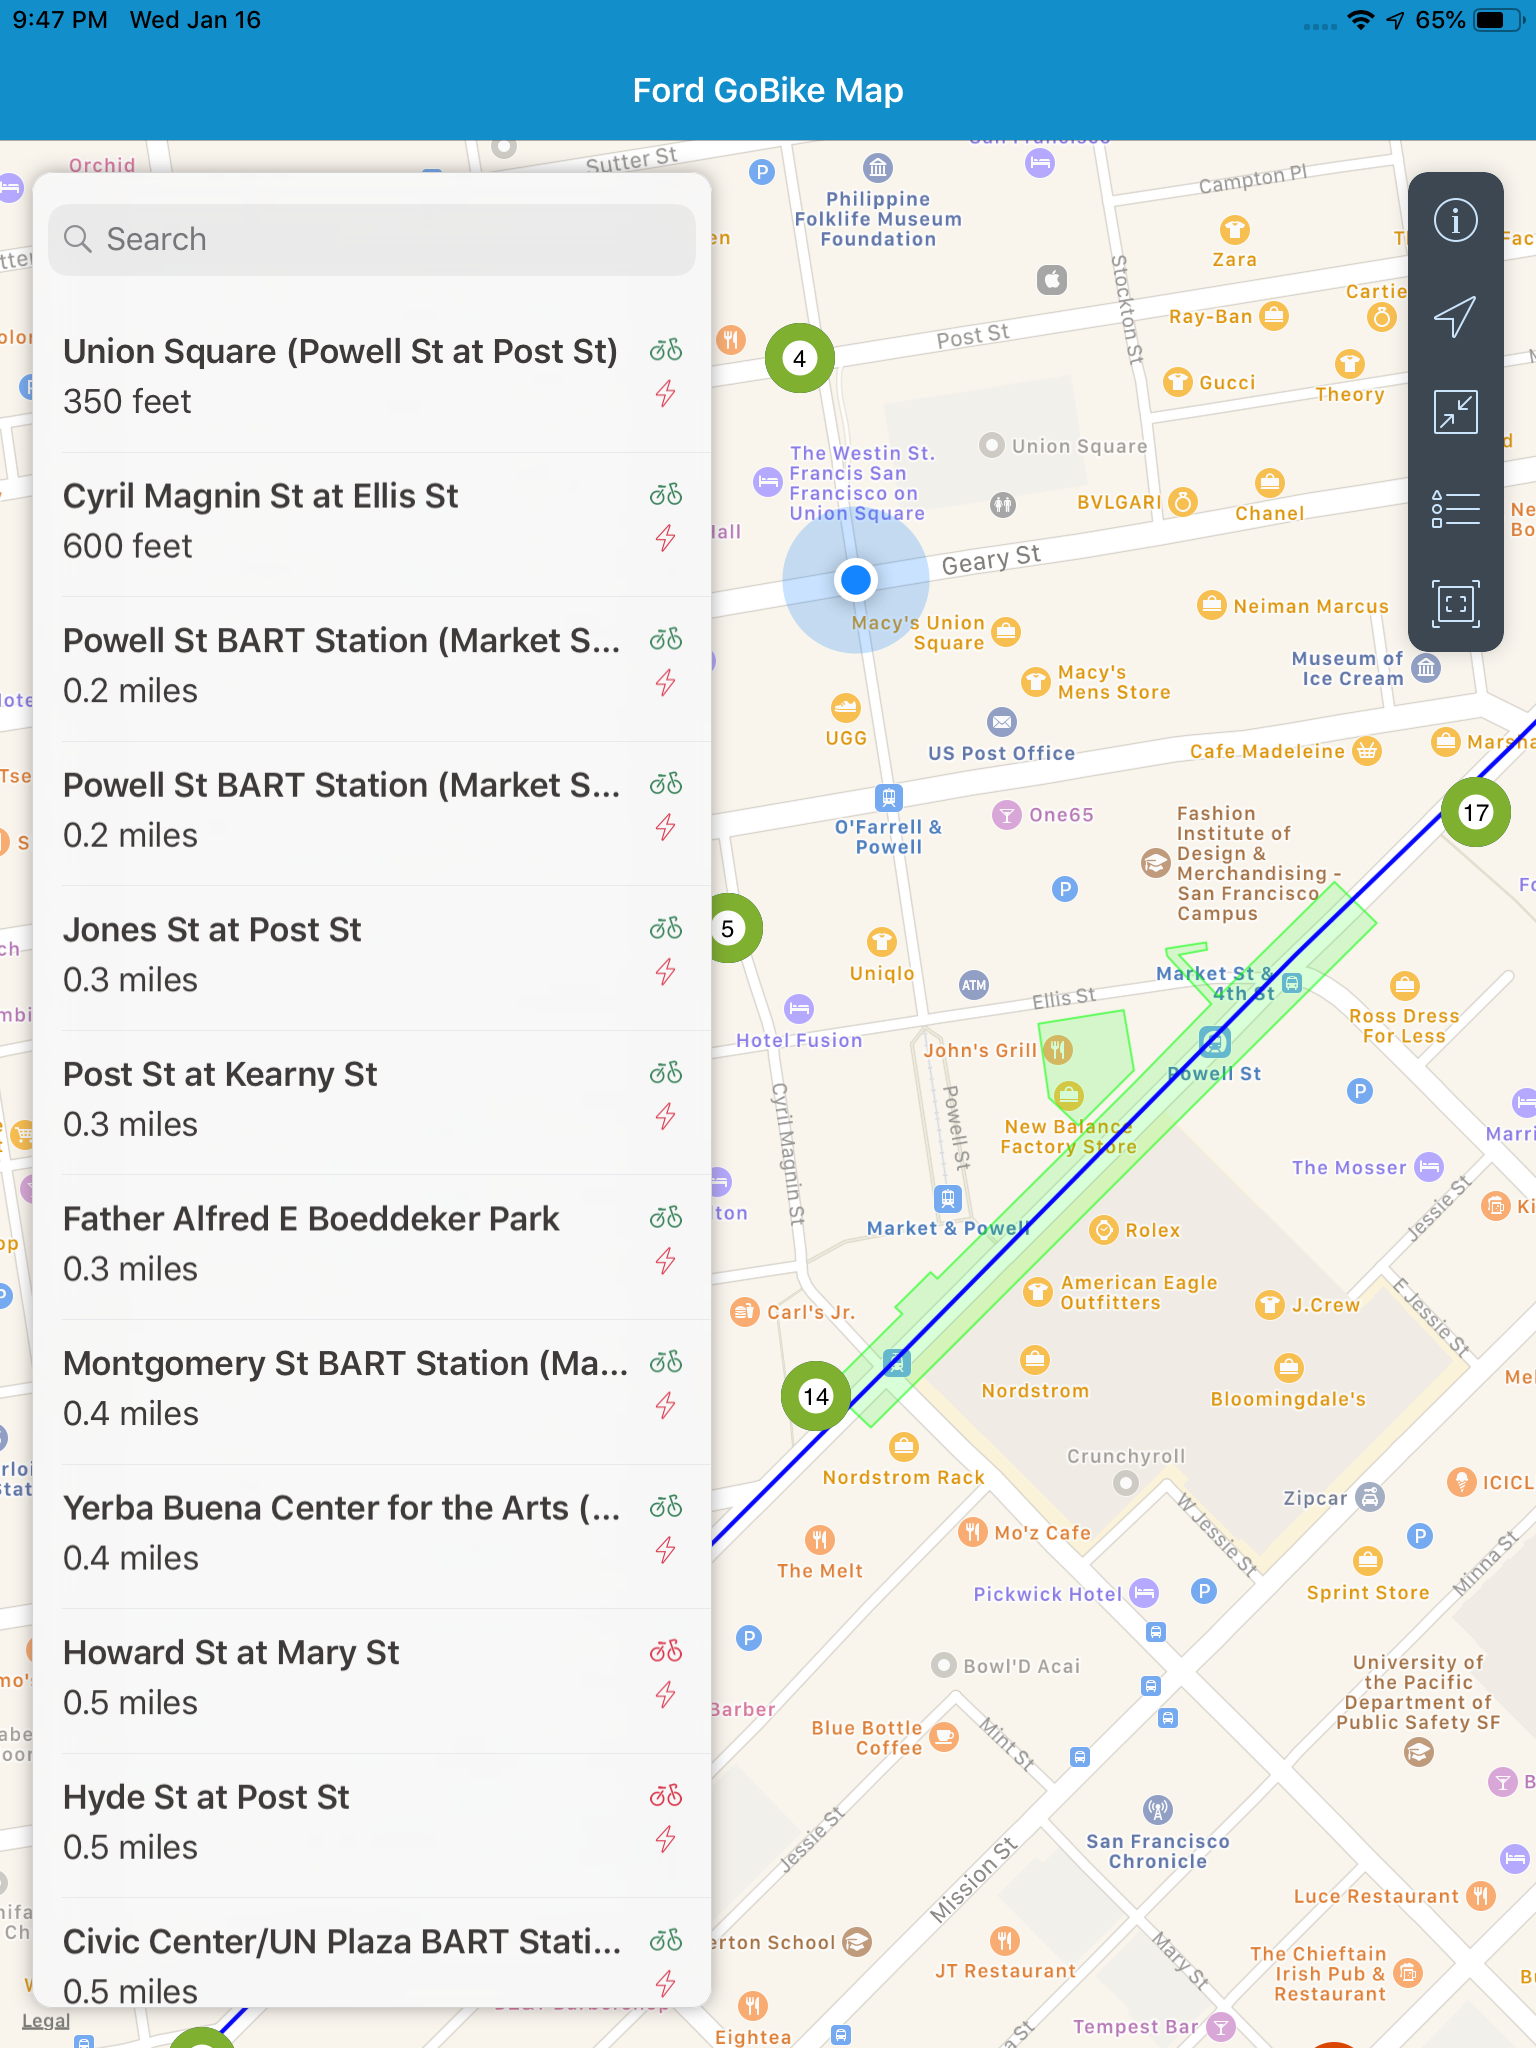 9:47 PM Wed Jan 16
65%
Ford GoBike Map
Search
Union Square (Powell St at Post St)
350 feet
Cyril Magnin St at Ellis St
600 feet
Powell St BART Station (Market S...
0.2 miles
Powell St BART Station (Market S...
0.2 miles
Jones St at Post St
0.3 miles
Post St at Kearny St
0.3 miles
Father Alfred E Boeddeker Park
0.3 miles
Montgomery St BART Station (Ma...
0.4 miles
Yerba Buena Center for the Arts (...
0.4 miles
Howard St at Mary St
0.5 miles
Hyde St at Post St
0.5 miles
Civic Center/UN Plaza BART Stati...
0.5 miles
Legal
Orchid
Sutter St
P
Philippine
Folklife Museum
Foundation
Campton Pl
Zara
Stockton St
Cartie
Ray-Ban
Post St
4
Gucci
Theory
Union Square
The Westin St.
Francis San
Francisco on
Union Square
BVLGARI
Chanel
Geary St
Neiman Marcus
Macy's Union
Square
Macy's
Mens Store
Museum of
Ice Cream
UGG
US Post Office
Cafe Madeleine
O'Farrell &
Powell
One65
17
Fashion
Institute of
Design &
Merchandising -
San Francisco
Campus
P
5
Uniqlo
ATM
Ellis St
Market St &
4th St
Ross Dress
For Less
Hotel Fusion
John's Grill
Powell St
P
Cyril Magnin St
Powell St
New Balance
Factory Store
Marri
The Mosser
Jessie St
Market & Powell
Rolex
American Eagle
Outfitters
J.Crew
E Jessie St
Carl's Jr.
14
Nordstrom
Bloomingdale's
Nordstrom Rack
Crunchyroll
Zipcar
ICICL
Mo'z Cafe
W Jessie St
P
The Melt
Minna St
Pickwick Hotel
P
Sprint Store
P
Bowl'D Acai
Barber
University of
the Pacific
Department of
Public Safety SF
Blue Bottle
Coffee
Mint St
Jessie St
San Francisco
Chronicle
Mission St
Luce Restaurant
erton School
JT Restaurant
Mary St
The Chieftain
Irish Pub &
Restaurant
Eightea
Tempest Bar